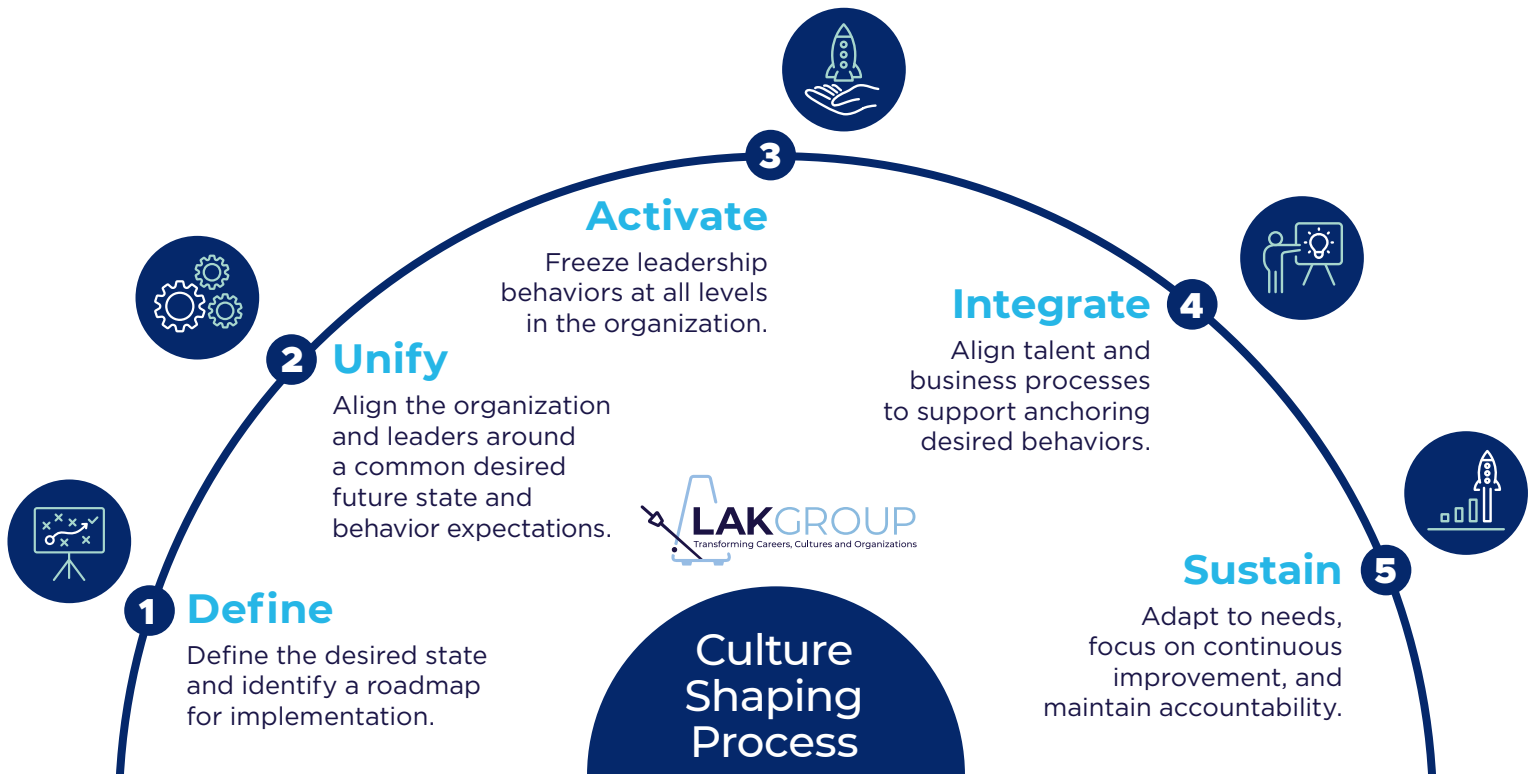 1
Define
Define the desired state
and identify a roadmap
for implementation.
2
Unify
Align the organization
and leaders around
a common desired
future state and
behavior expectations.
3
Activate
Freeze leadership
behaviors at all levels
in the organization.
4
Integrate
Align talent and
business processes
to support anchoring
desired behaviors.
5
Sustain
Adapt to needs,
focus on continuous
improvement, and
maintain accountability.
LAKGROUP
Transforming Careers, Cultures and Organizations
Culture
Shaping
Process